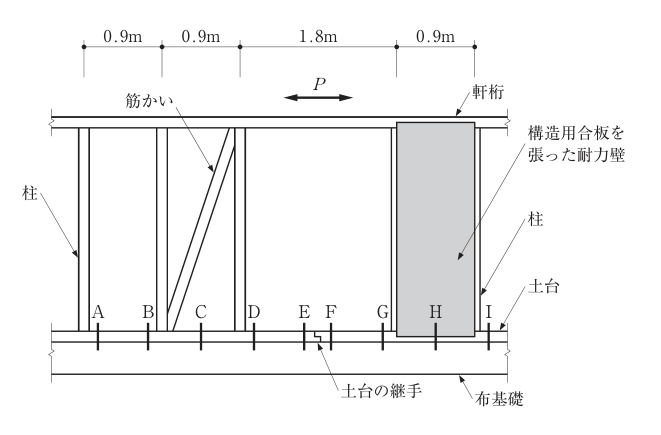 0.9m 0.9m 1.8m 0.9m
P
筋かい
軒桁
構造用合板を
張った耐力壁
柱
柱
土台
A B C D E F G H I
土台の継手
布基礎